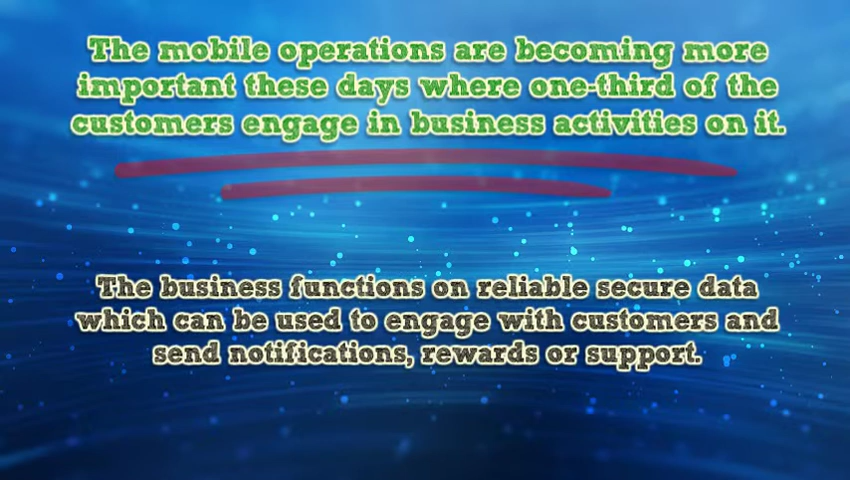 The mobile operations are becoming more
important these days where one-third of the
customers engage in business activities on it.
The business functions on reliable secure data
which can be used to engage with customers and
send notifications, rewards or support.